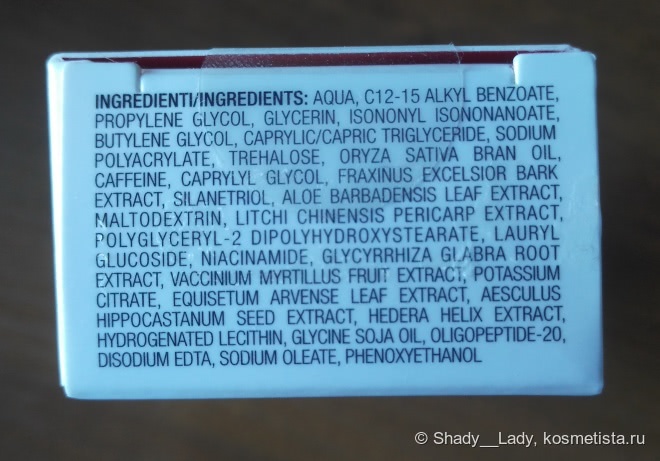 INGREDIENTI/INGREDIENTS: AQUA, C12-15 ALKYL BENZOATE,
PROPYLENE GLYCOL, GLYCERIN, ISONONYL ISONONANOATE,
BUTYLENE GLYCOL, CAPRYLIC/CAPRIC TRIGLYCERIDE, SODIUM
POLYACRYLATE, TREHALOSE, ORYZA SATIVA BRAN OIL,
CAFFEINE, CAPRYLYL GLYCOL, FRAXINUS EXCELSIOR BARK
EXTRACT, SILANETRIOL, ALOE BARBADENSIS LEAF EXTRACT,
MALTODEXTRIN, LITCHI CHINENSIS PERICARP EXTRACT,
POLYGLYCERYL-2 DIPOLYHYDROXYSTEARATE, LAURYL
GLUCOSIDE, NIACINAMIDE, GLYCYRRHIZA GLABRA ROOT
EXTRACT, VACCINIUM MYRTILLUS FRUIT EXTRACT, POTASSIUM
CITRATE, EQUISETUM ARVENSE LEAF EXTRACT, AESCULUS
HIPPOCASTANUM SEED EXTRACT, HEDERA HELIX EXTRACT,
HYDROGENATED LECITHIN, GLYCINE SOJA OIL, OLIGOPEPTIDE-20,
DISODIUM EDTA, SODIUM OLEATE, PHENOXYETHANOL
© Shady__Lady, kosmetista.ru